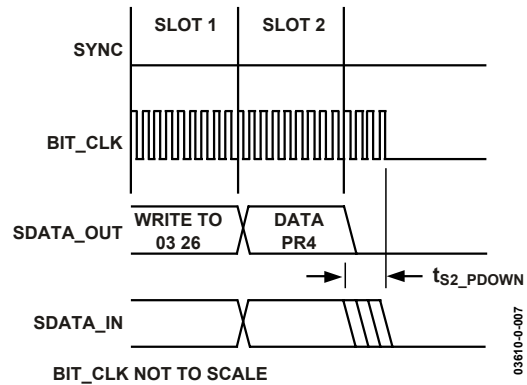 SLOT 1 SLOT 2
SYNC
BIT_CLK
SDATA_OUT
WRITE TO
03 26
DATA
PR4
tS2_PDOWN
SDATA_IN
BIT_CLK NOT TO SCALE
03610-0-007